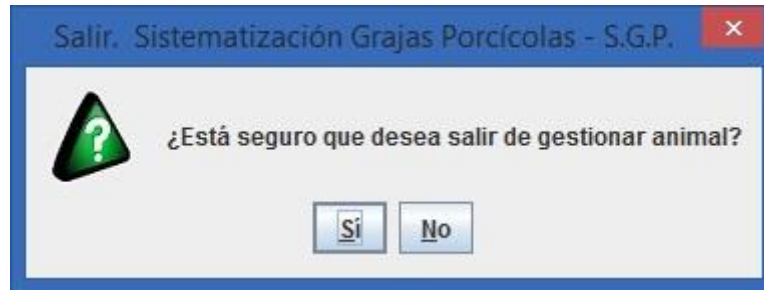 Salir. Sistematización Grajas Porcícolas - S.G.P.
¿Está seguro que desea salir de gestionar animal?
Sí No